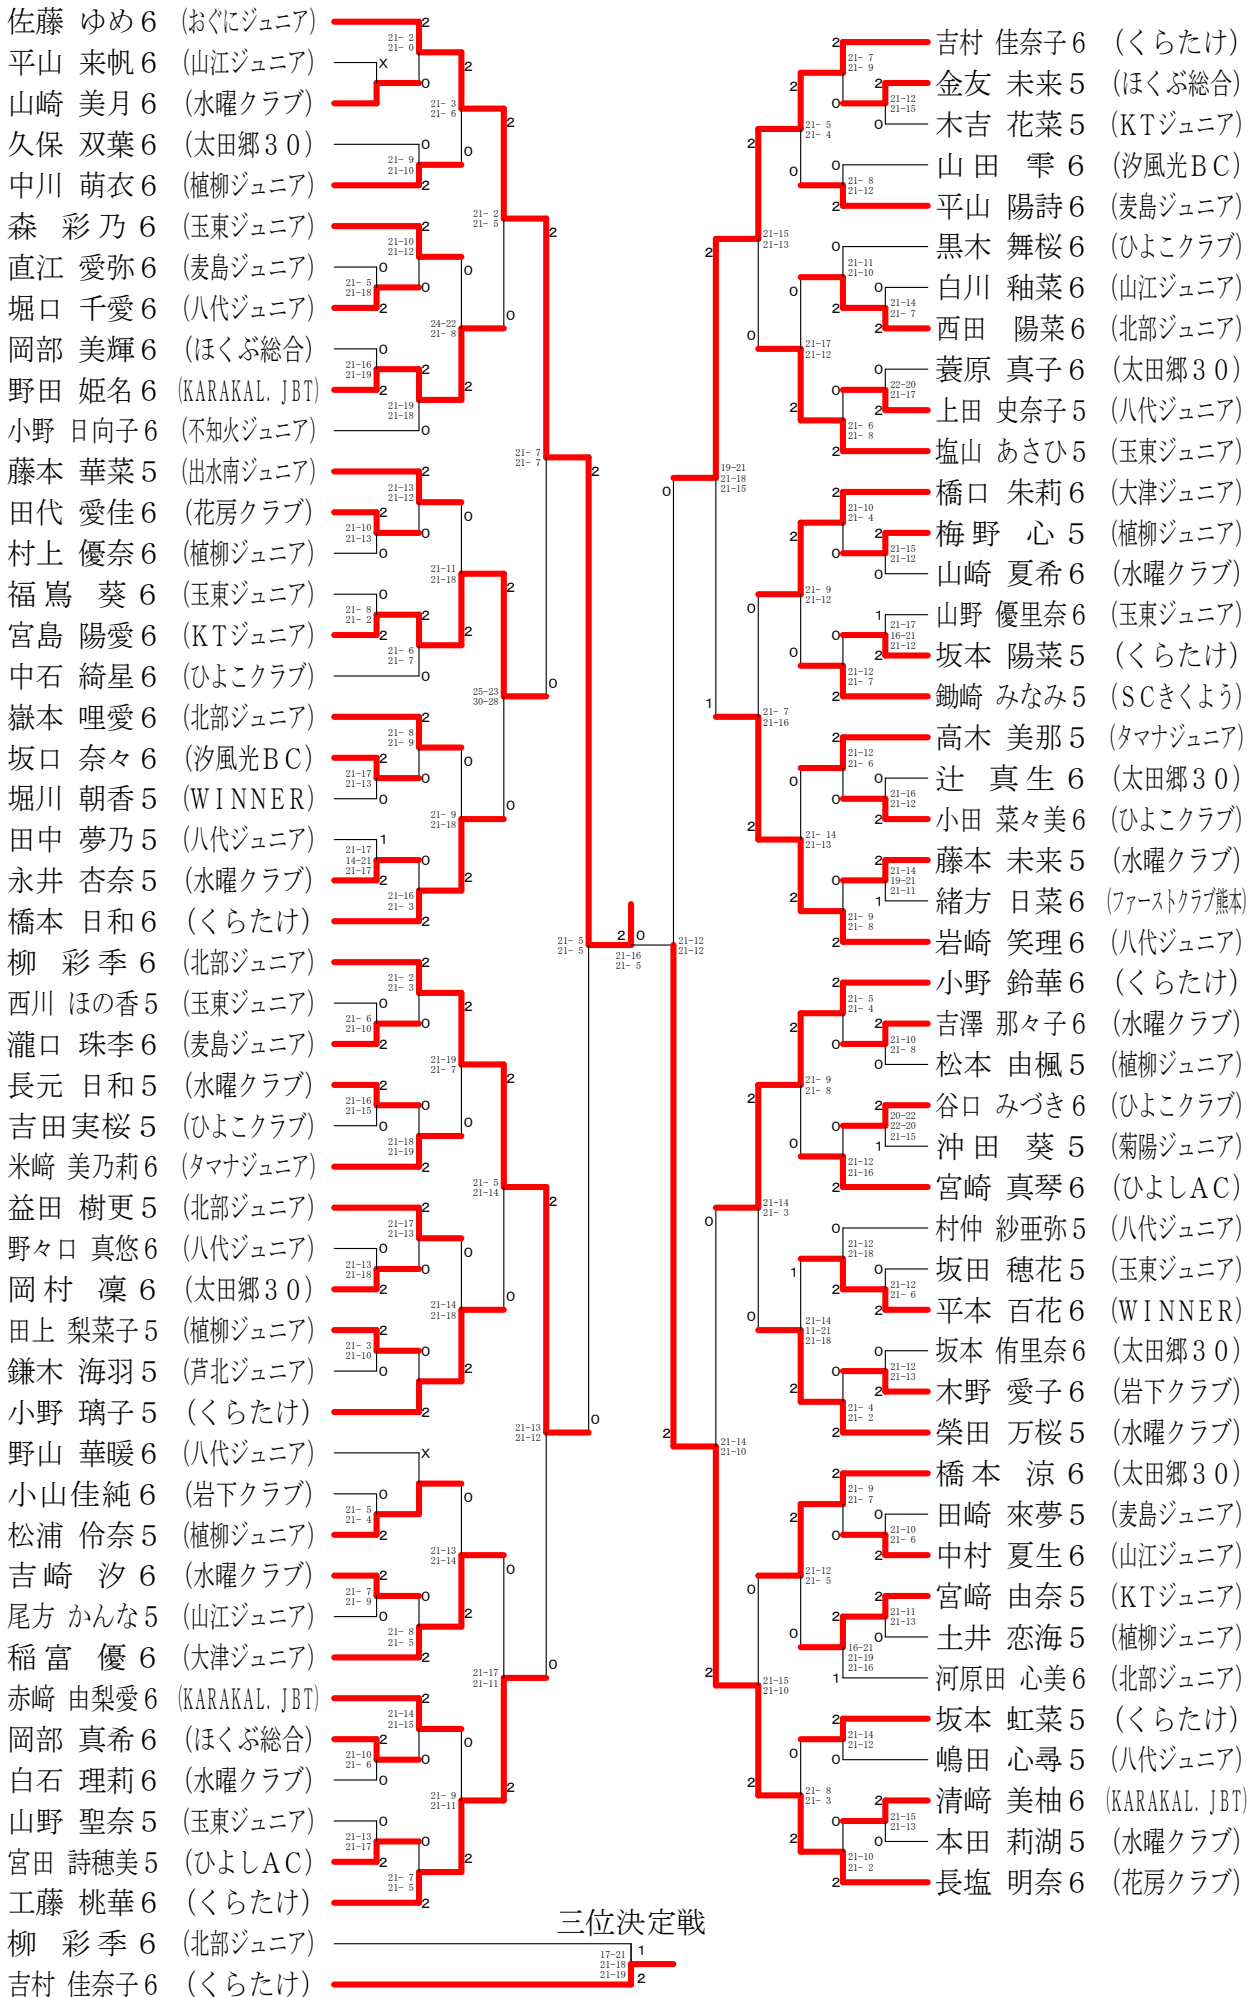 佐藤 ゆめ 6 (おぐにジュニア)
平山 来帆 6 (山江ジュニア)
山崎 美月 6 (水曜クラブ)
久保 双葉 6 (太田郷30)
中川 萌衣 6 (植柳ジュニア)
森 彩乃 6 (玉東ジュニア)
直江 愛弥 6 (麦島ジュニア)
堀口 千愛 6 (八代ジュニア)
岡部 美輝 6 (ほくぶ総合)
野田 姫名 6 (KARAKAL. JBT)
小野 日向子 6 (不知火ジュニア)
藤本 華菜 5 (出水南ジュニア)
田代 愛佳 6 (花房クラブ)
村上 優奈 6 (植柳ジュニア)
福嶌 葵 6 (玉東ジュニア)
宮島 陽愛 6 (KTジュニア)
中石 綺星 6 (ひよこクラブ)
嶽本 哩愛 6 (北部ジュニア)
坂口 奈々 6 (汐風光BC)
堀川 朝香 5 (WINNER)
田中 夢乃 5 (八代ジュニア)
永井 杏奈 5 (水曜クラブ)
橋本 日和 6 (くらたけ)
柳 彩季 6 (北部ジュニア)
西川 ほの香 5 (玉東ジュニア)
瀧口 珠李 6 (麦島ジュニア)
長元 日和 5 (水曜クラブ)
吉田実桜 5 (ひよこクラブ)
米崎 美乃莉 6 (タマナジュニア)
益田 樹更 5 (北部ジュニア)
野々口 真悠 6 (八代ジュニア)
岡村 凜 6 (太田郷30)
田上 梨菜子 5 (植柳ジュニア)
鎌木 海羽 5 (芦北ジュニア)
小野 璃子 5 (くらたけ)
野山 華暖 6 (八代ジュニア)
小山佳純 6 (岩下クラブ)
松浦 伶奈 5 (植柳ジュニア)
吉崎 汐 6 (水曜クラブ)
尾方 かんな 5 (山江ジュニア)
稲富 優 6 (大津ジュニア)
赤崎 由梨愛 6 (KARAKAL. JBT)
岡部 真希 6 (ほくぶ総合)
白石 理莉 6 (水曜クラブ)
山野 聖奈 5 (玉東ジュニア)
宮田 詩穂美 5 (ひよしAC)
工藤 桃華 6 (くらたけ)
吉村 佳奈子 6 (くらたけ)
金友 未来 5 (ほくぶ総合)
木吉 花菜 5 (KTジュニア)
山田 雫 6 (汐風光BC)
平山 陽詩 6 (麦島ジュニア)
黒木 舞桜 6 (ひよこクラブ)
白川 釉菜 6 (山江ジュニア)
西田 陽菜 6 (北部ジュニア)
蓑原 真子 6 (太田郷30)
上田 史奈子 5 (八代ジュニア)
塩山 あさひ 5 (玉東ジュニア)
橋口 朱莉 6 (大津ジュニア)
梅野 心 5 (植柳ジュニア)
山崎 夏希 6 (水曜クラブ)
山野 優里奈 6 (玉東ジュニア)
坂本 陽菜 5 (くらたけ)
鋤崎 みなみ 5 (SCきくよう)
高木 美那 5 (タマナジュニア)
辻 真生 6 (太田郷30)
小田 菜々美 6 (ひよこクラブ)
藤本 未来 5 (水曜クラブ)
緒方 日菜 6 (ファーストクラブ熊本)
岩崎 笑理 6 (八代ジュニア)
小野 鈴華 6 (くらたけ)
吉澤 那々子 6 (水曜クラブ)
松本 由楓 5 (植柳ジュニア)
谷口 みづき 6 (ひよこクラブ)
沖田 葵 5 (菊陽ジュニア)
宮崎 真琴 6 (ひよしAC)
村仲 紗亜弥 5 (八代ジュニア)
坂田 穂花 5 (玉東ジュニア)
平本 百花 6 (WINNER)
坂本 侑里奈 6 (太田郷30)
木野 愛子 6 (岩下クラブ)
榮田 万桜 5 (水曜クラブ)
橋本 涼 6 (太田郷30)
田崎 來夢 5 (麦島ジュニア)
中村 夏生 6 (山江ジュニア)
宮﨑 由奈 5 (KTジュニア)
土井 恋海 5 (植柳ジュニア)
河原田 心美 6 (北部ジュニア)
坂本 虹菜 5 (くらたけ)
嶋田 心尋 5 (八代ジュニア)
清﨑 美柚 6 (KARAKAL. JBT)
本田 莉湖 5 (水曜クラブ)
長塩 明奈 6 (花房クラブ)
21-16
21- 5
2 0
三位決定戦
柳 彩季 6 (北部ジュニア) 1
17-21
21-18
21-19
吉村 佳奈子 6 (くらたけ) 2